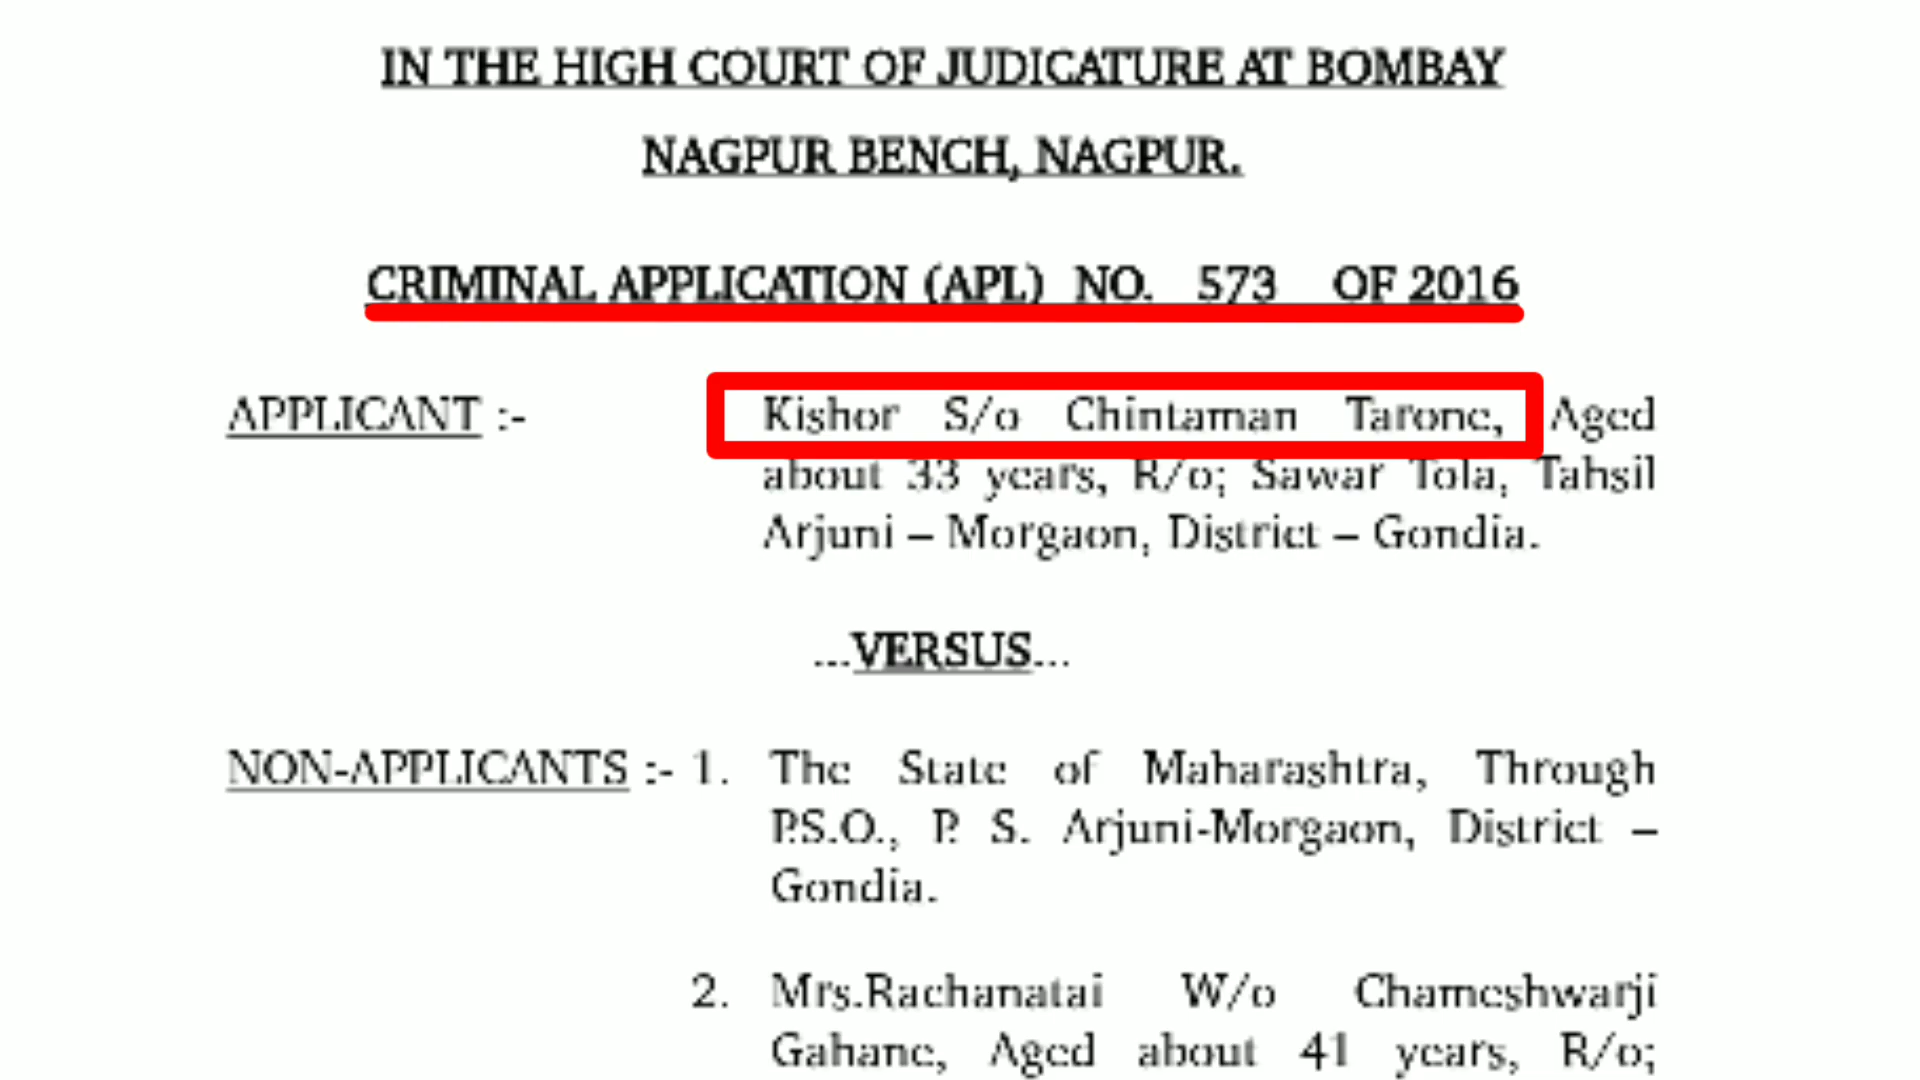 IN THE HIGH COURT OF JUDICATURE AT BOMBAY
NAGPUR BENCH, NAGPUR.
CRIMINAL APPLICATION (APL) NO. 573 OF 2016
APPLICANT :- Kishor S/o Chintaman Tarone, Aged
about 33 years, R/o; Sawar Tola, Tahsil
Arjuni – Morgaon, District – Gondia.
...VERSUS...
NON-APPLICANTS :- 1. The State of Maharashtra, Through
P.S.O., P. S. Arjuni-Morgaon, District –
Gondia.
2. Mrs.Rachanatai W/o Chameshwarji
Gahane, Aged about 41 years, R/o;